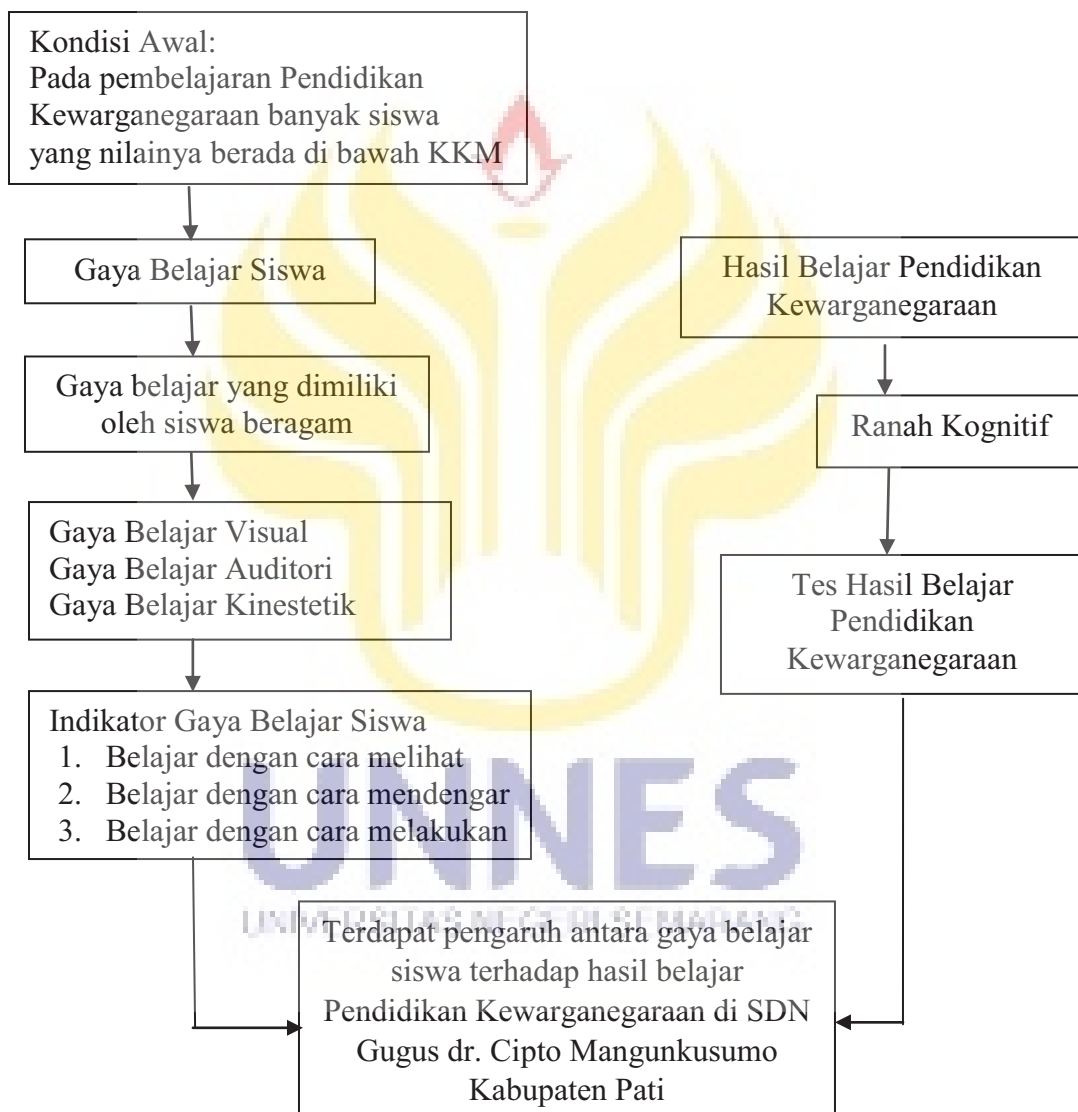 Kondisi Awal:
Pada pembelajaran Pendidikan
Kewarganegaraan banyak siswa
yang nilainya berada di bawah KKM
Gaya Belajar Siswa
Gaya belajar yang dimiliki
oleh siswa beragam
Gaya Belajar Visual
Gaya Belajar Auditori
Gaya Belajar Kinestetik
Indikator Gaya Belajar Siswa
1. Belajar dengan cara melihat
2. Belajar dengan cara mendengar
3. Belajar dengan cara melakukan
Hasil Belajar Pendidikan
Kewarganegaraan
Ranah Kognitif
Tes Hasil Belajar
Pendidikan
Kewarganegaraan
UNNES
UNIVERSITAS NEGERI SEMARANG
Terdapat pengaruh antara gaya belajar
siswa terhadap hasil belajar
Pendidikan Kewarganegaraan di SDN
Gugus dr. Cipto Mangunkusumo
Kabupaten Pati